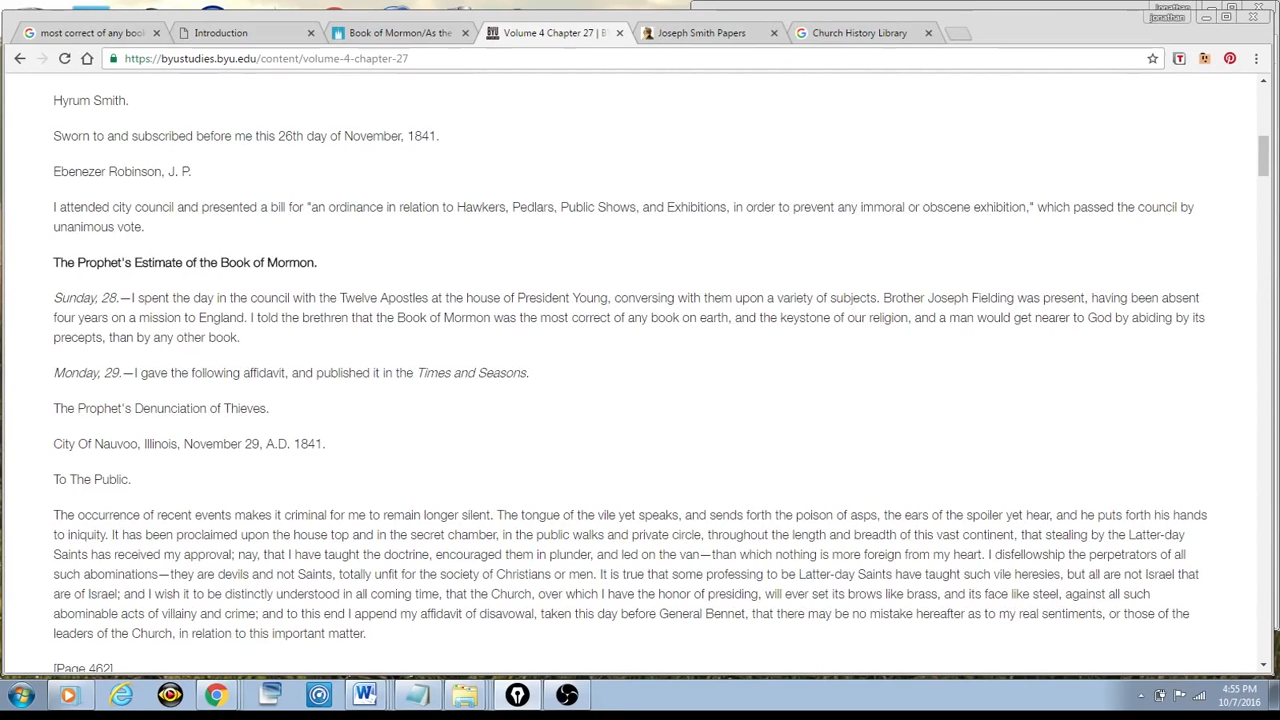 jonathan
jonathan
most correct of any book
Introduction
Book of Mormon/As the
Volume 4 Chapter 27 | B
Joseph Smith Papers
Church History Library
https://byustudies.byu.edu/content/volume-4-chapter-27
Hyrum Smith.
Sworn to and subscribed before me this 26th day of November, 1841.
Ebenezer Robinson, J. P.
I attended city council and presented a bill for "an ordinance in relation to Hawkers, Pedlars, Public Shows, and Exhibitions, in order to prevent any immoral or obscene exhibition," which passed the council by
unanimous vote.
The Prophet's Estimate of the Book of Mormon.
Sunday, 28.—I spent the day in the council with the Twelve Apostles at the house of President Young, conversing with them upon a variety of subjects. Brother Joseph Fielding was present, having been absent
four years on a mission to England. I told the brethren that the Book of Mormon was the most correct of any book on earth, and the keystone of our religion, and a man would get nearer to God by abiding by its
precepts, than by any other book.
Monday, 29.—I gave the following affidavit, and published it in the Times and Seasons.
The Prophet's Denunciation of Thieves.
City Of Nauvoo, Illinois, November 29, A.D. 1841.
To The Public.
The occurrence of recent events makes it criminal for me to remain longer silent. The tongue of the vile yet speaks, and sends forth the poison of asps, the ears of the spoiler yet hear, and he puts forth his hands
to iniquity. It has been proclaimed upon the house top and in the secret chamber, in the public walks and private circle, throughout the length and breadth of this vast continent, that stealing by the Latter-day
Saints has received my approval; nay, that I have taught the doctrine, encouraged them in plunder, and led on the van—than which nothing is more foreign from my heart. I disfellowship the perpetrators of all
such abominations—they are devils and not Saints, totally unfit for the society of Christians or men. It is true that some professing to be Latter-day Saints have taught such vile heresies, but all are not Israel that
are of Israel; and I wish it to be distinctly understood in all coming time, that the Church, over which I have the honor of presiding, will ever set its brows like brass, and its face like steel, against all such
abominable acts of villainy and crime; and to this end I append my affidavit of disavowal, taken this day before General Bennet, that there may be no mistake hereafter as to my real sentiments, or those of the
leaders of the Church, in relation to this important matter.
[Page 462]
4:55 PM
10/7/2016